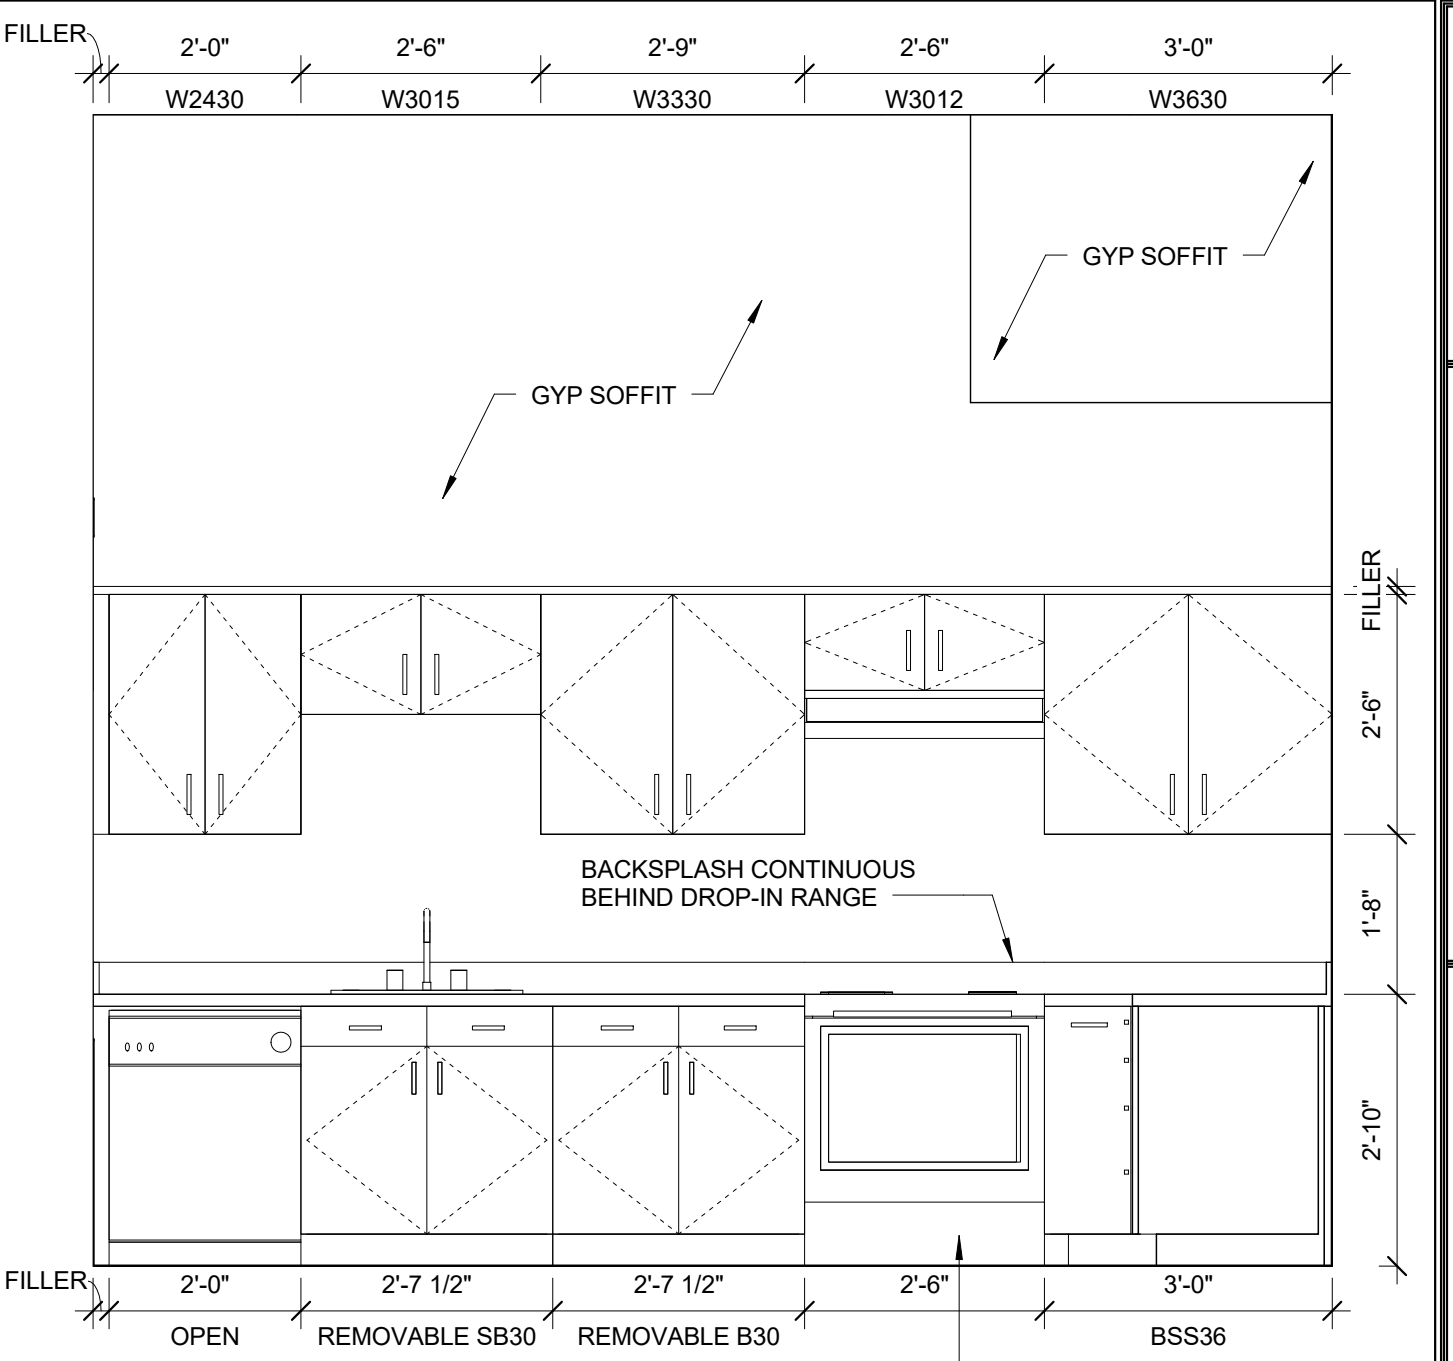 FILLER
2'-0"
2'-6"
2'-9"
2'-6"
3'-0"
W2430
W3015
W3330
W3012
W3630
GYP SOFFIT
GYP SOFFIT
FILLER
2'-6"
BACKSPLASH CONTINUOUS
BEHIND DROP-IN RANGE
1'-8"
2'-10"
FILLER
2'-0"
2'-7 1/2"
2'-7 1/2"
2'-6"
3'-0"
OPEN
REMOVABLE SB30
REMOVABLE B30
BSS36